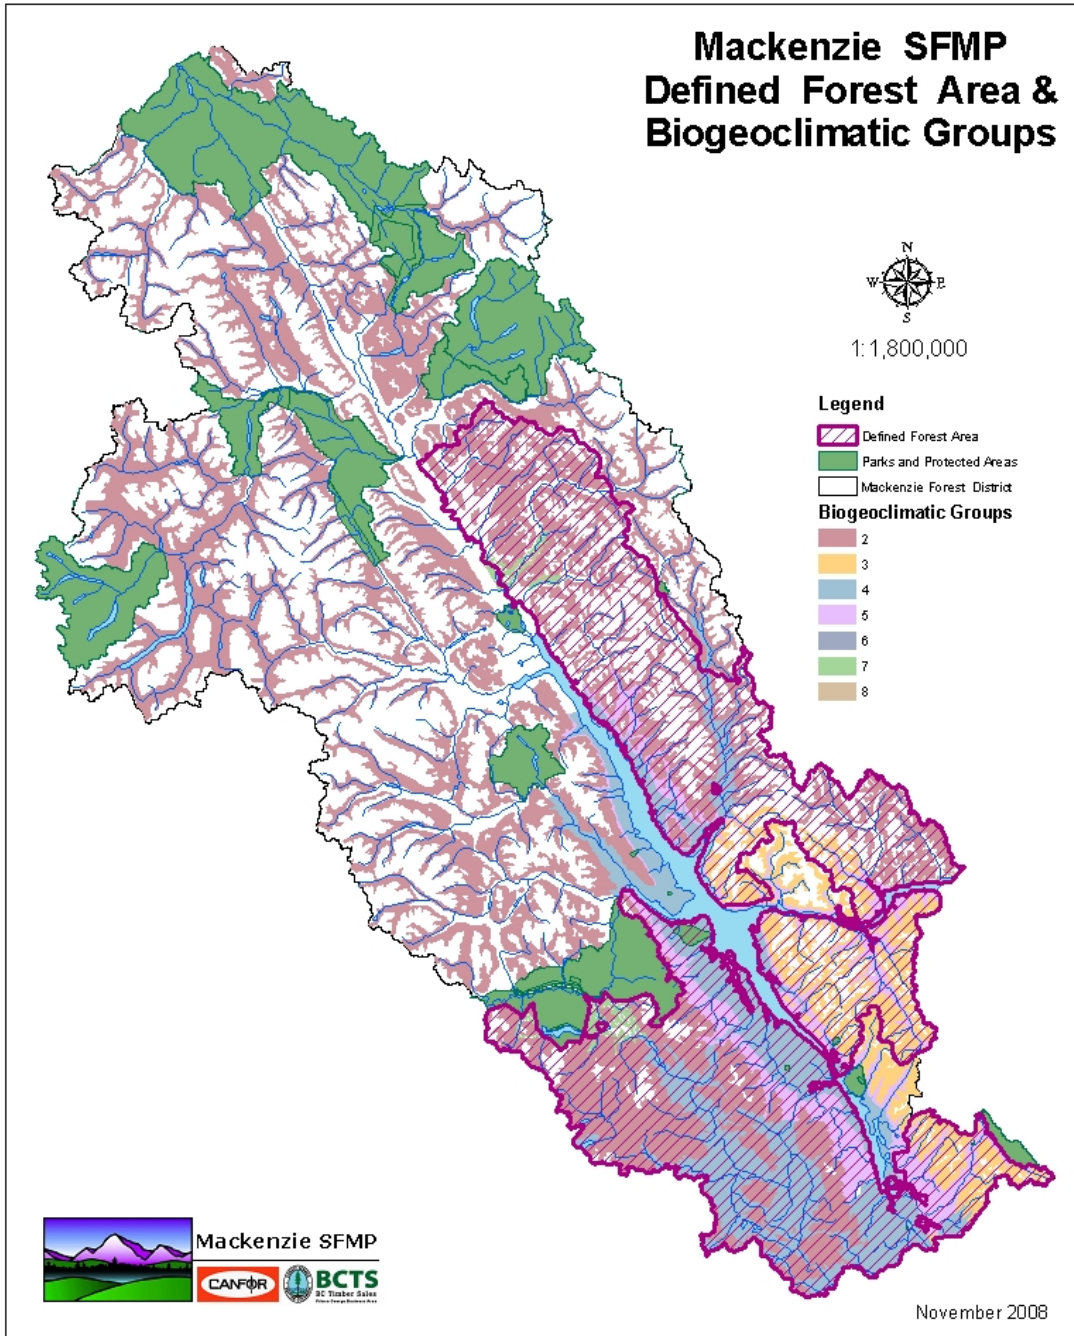 Mackenzie SFMP
Defined Forest Area &
Biogeoclimatic Groups
N
W E
S
1:1,800,000
Legend
Defined Forest Area
Parks and Protected Areas
Mackenzie Forest District
Biogeoclimatic Groups
2
3
4
5
6
7
8
Mackenzie SFMP
CANFOR
BCTS
BC Timber Sales
November 2008